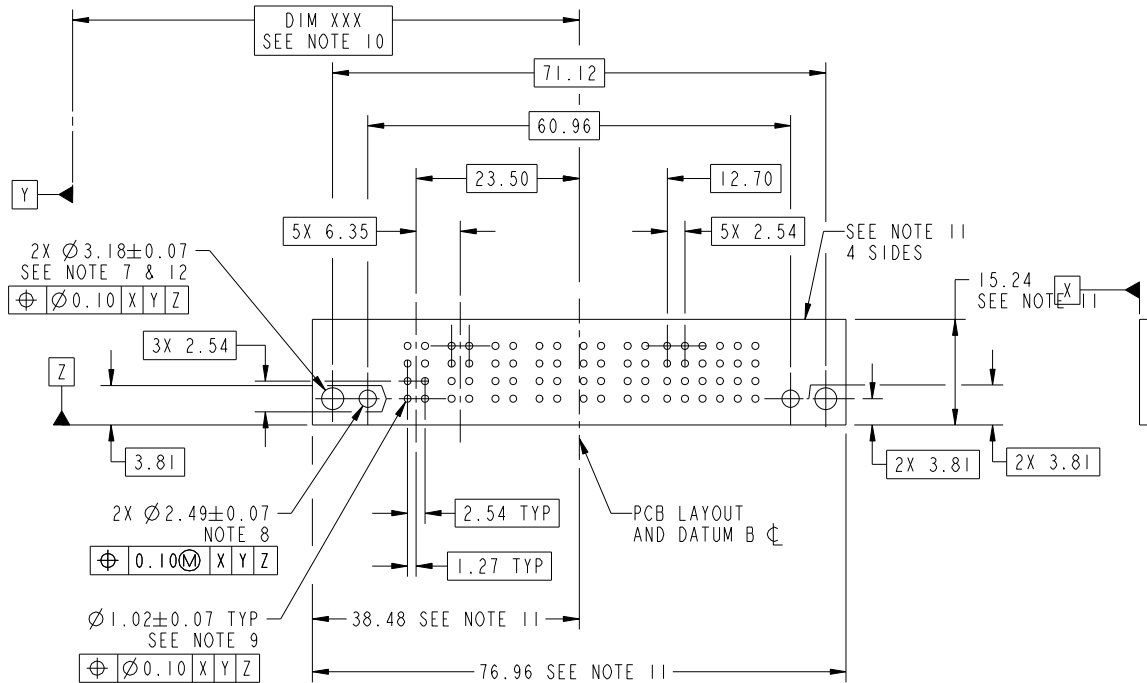 DIM XXX
SEE NOTE 10
71.12
60.96
23.50
12.70
Y
5X 6.35
5X 2.54
2X Ø3.18±0.07
SEE NOTE 7 & 12
⌖ Ø0.10 X Y Z
SEE NOTE 11
4 SIDES
15.24
SEE NOTE 11
X
3X 2.54
Z
3.81
2X 3.81
2X 3.81
2X Ø2.49±0.07
NOTE 8
⌖ 0.10Ⓜ X Y Z
2.54 TYP
PCB LAYOUT
AND DATUM B ℄
1.27 TYP
Ø1.02±0.07 TYP
SEE NOTE 9
⌖ Ø0.10 X Y Z
38.48 SEE NOTE 11
76.96 SEE NOTE 11